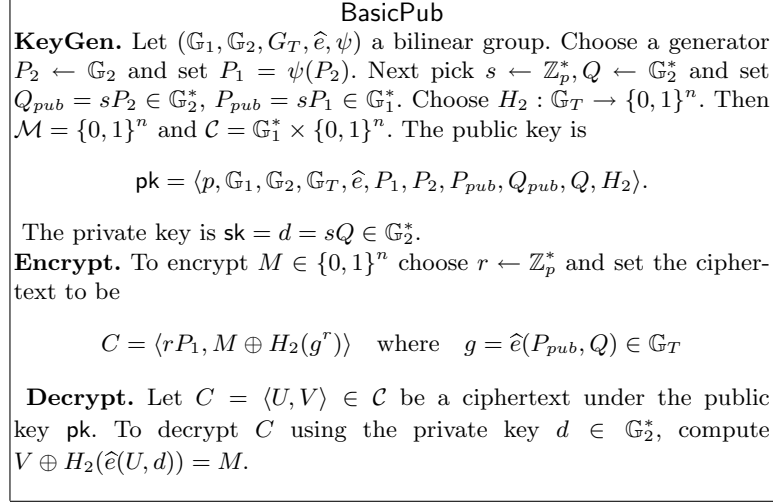 BasicPub
KeyGen. Let (𝔾₁, 𝔾₂, G_T, ê, ψ) a bilinear group. Choose a generator
P₂ ← 𝔾₂ and set P₁ = ψ(P₂). Next pick s ← ℤ*ₚ, Q ← 𝔾*₂ and set
Q_pub = sP₂ ∈ 𝔾*₂, P_pub = sP₁ ∈ 𝔾*₁. Choose H₂ : 𝔾_T → {0, 1}ⁿ. Then
ℳ = {0, 1}ⁿ and 𝒞 = 𝔾*₁ × {0, 1}ⁿ. The public key is
pk = ⟨p, 𝔾₁, 𝔾₂, 𝔾_T, ê, P₁, P₂, P_pub, Q_pub, Q, H₂⟩.
The private key is sk = d = sQ ∈ 𝔾*₂.
Encrypt. To encrypt M ∈ {0, 1}ⁿ choose r ← ℤ*ₚ and set the cipher-
text to be
C = ⟨rP₁, M ⊕ H₂(gʳ)⟩ where g = ê(P_pub, Q) ∈ 𝔾_T
Decrypt. Let C = ⟨U, V⟩ ∈ 𝒞 be a ciphertext under the public
key pk. To decrypt C using the private key d ∈ 𝔾*₂, compute
V ⊕ H₂(ê(U, d)) = M.